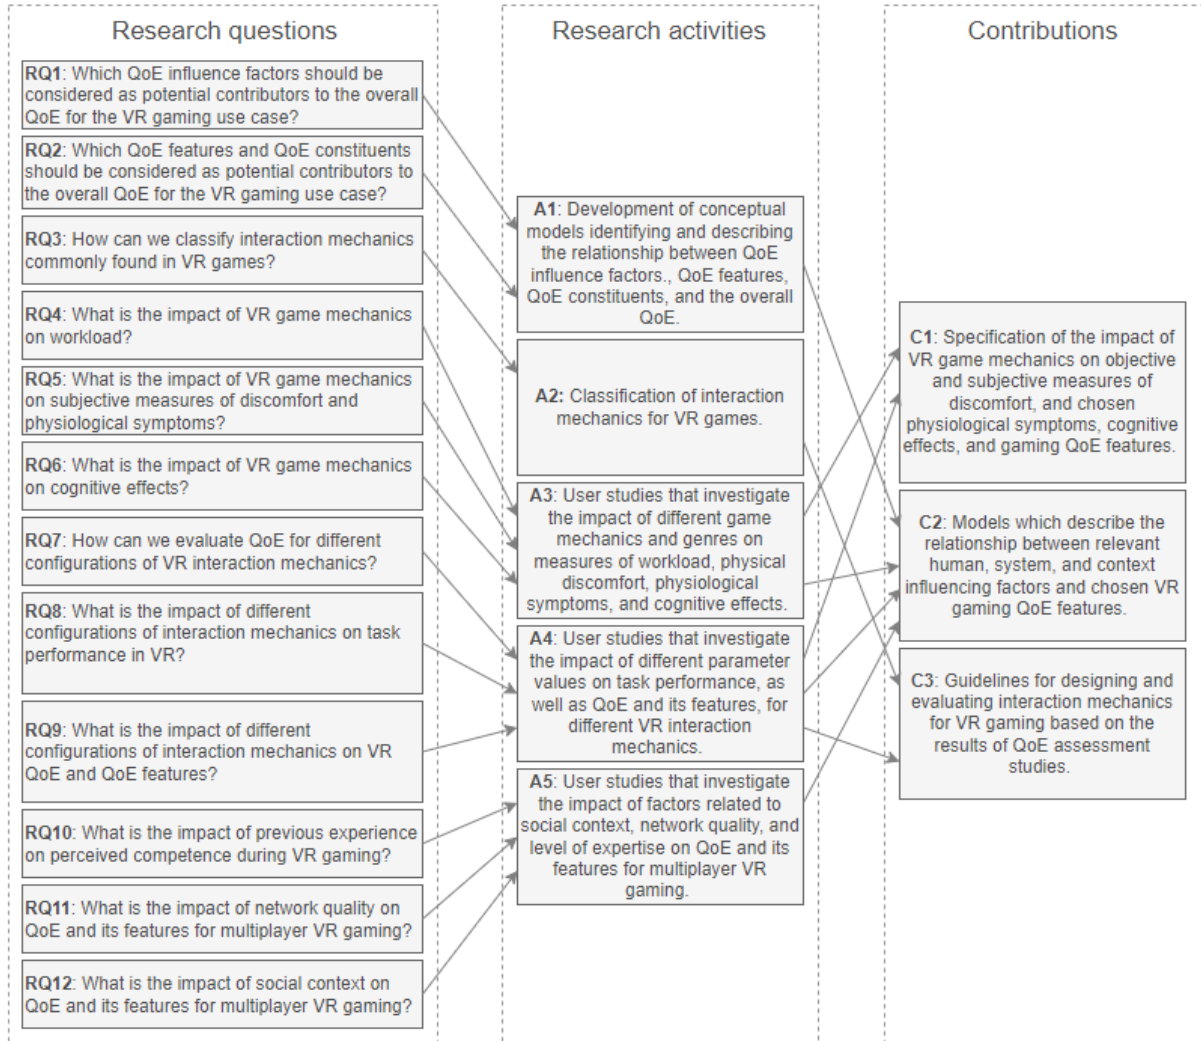 Research questions
RQ1: Which QoE influence factors should be
considered as potential contributors to the overall
QoE for the VR gaming use case?
RQ2: Which QoE features and QoE constituents
should be considered as potential contributors to
the overall QoE for the VR gaming use case?
RQ3: How can we classify interaction mechanics
commonly found in VR games?
RQ4: What is the impact of VR game mechanics
on workload?
RQ5: What is the impact of VR game mechanics
on subjective measures of discomfort and
physiological symptoms?
RQ6: What is the impact of VR game mechanics
on cognitive effects?
RQ7: How can we evaluate QoE for different
configurations of VR interaction mechanics?
RQ8: What is the impact of different
configurations of interaction mechanics on task
performance in VR?
RQ9: What is the impact of different
configurations of interaction mechanics on VR
QoE and QoE features?
RQ10: What is the impact of previous experience
on perceived competence during VR gaming?
RQ11: What is the impact of network quality on
QoE and its features for multiplayer VR gaming?
RQ12: What is the impact of social context on
QoE and its features for multiplayer VR gaming?
Research activities
A1: Development of conceptual
models identifying and describing
the relationship between QoE
influence factors., QoE features,
QoE constituents, and the overall
QoE.
A2: Classification of interaction
mechanics for VR games.
A3: User studies that investigate
the impact of different game
mechanics and genres on
measures of workload, physical
discomfort, physiological
symptoms, and cognitive effects.
A4: User studies that investigate
the impact of different parameter
values on task performance, as
well as QoE and its features, for
different VR interaction
mechanics.
A5: User studies that investigate
the impact of factors related to
social context, network quality, and
level of expertise on QoE and its
features for multiplayer VR
gaming.
Contributions
C1: Specification of the impact of
VR game mechanics on objective
and subjective measures of
discomfort, and chosen
physiological symptoms, cognitive
effects, and gaming QoE features.
C2: Models which describe the
relationship between relevant
human, system, and context
influencing factors and chosen VR
gaming QoE features.
C3: Guidelines for designing and
evaluating interaction mechanics
for VR gaming based on the
results of QoE assessment
studies.